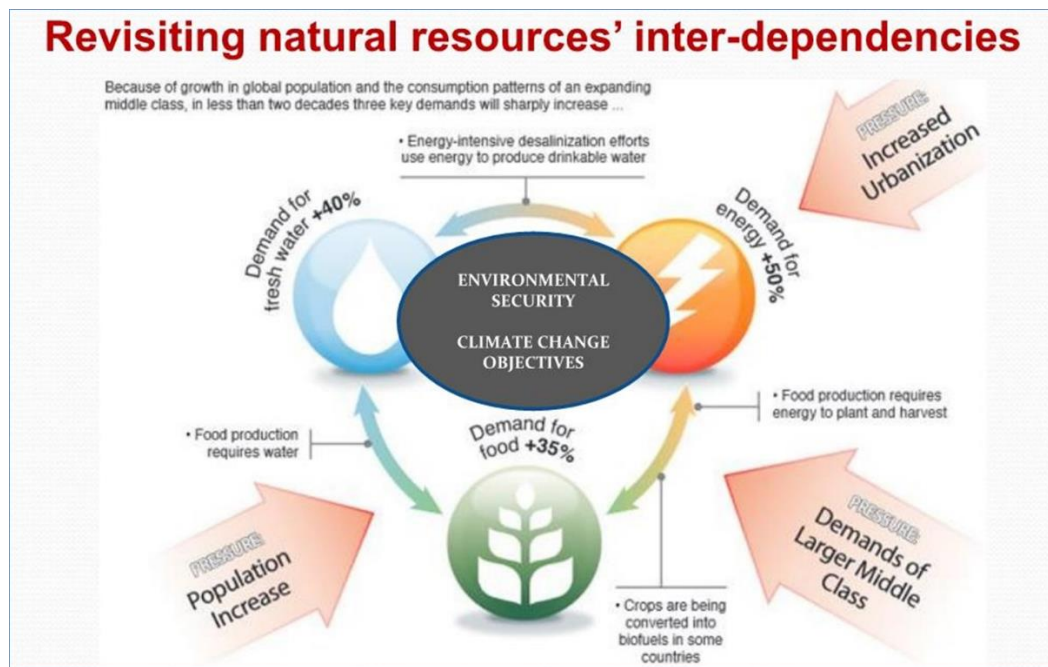 Revisiting natural resources’ inter-dependencies
Because of growth in global population and the consumption patterns of an expanding
middle class, in less than two decades three key demands will sharply increase ...
• Energy-intensive desalinization efforts
use energy to produce drinkable water
PRESSURE:
Increased
Urbanization
Demand for
fresh water +40%
Demand for
energy +50%
ENVIRONMENTAL
SECURITY
CLIMATE CHANGE
OBJECTIVES
• Food production requires
energy to plant and harvest
• Food production
requires water
Demand for
food +35%
PRESSURE:
Population
Increase
PRESSURE:
Demands of
Larger Middle
Class
• Crops are being
converted into
biofuels in some
countries